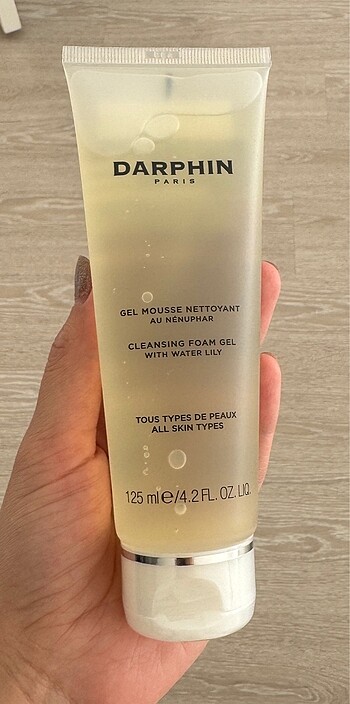 DARPHIN
PARIS
GEL MOUSSE NETTOYANT
AU NÉNUPHAR
CLEANSING FOAM GEL
WITH WATER LILY
TOUS TYPES DE PEAUX
ALL SKIN TYPES
125 ml ℮/4.2 FL. OZ. LIQ.